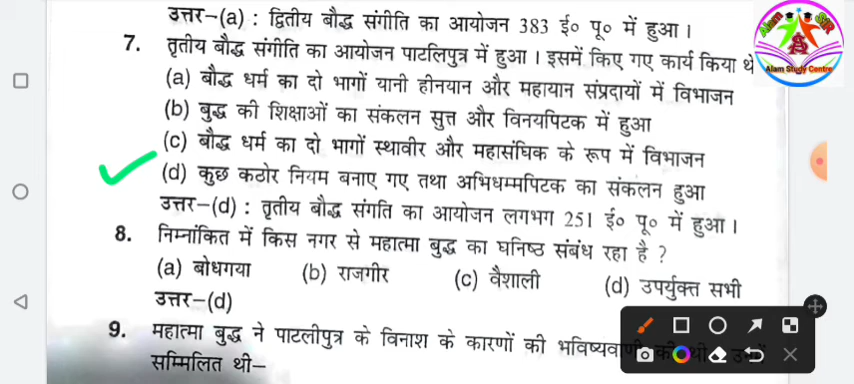 उत्तर–(a) : द्वितीय बौद्ध संगीति का आयोजन 383 ई० पू० में हुआ ।
7. तृतीय बौद्ध संगीति का आयोजन पाटलिपुत्र में हुआ । इसमें किए गए कार्य किया थे
(a) बौद्ध धर्म का दो भागों यानी हीनयान और महायान संप्रदायों में विभाजन
(b) बुद्ध की शिक्षाओं का संकलन सुत्त और विनयपिटक में हुआ
(c) बौद्ध धर्म का दो भागों स्थावीर और महासंघिक के रूप में विभाजन
(d) कुछ कठोर नियम बनाए गए तथा अभिधम्मपिटक का संकलन हुआ
उत्तर–(d) : तृतीय बौद्ध संगति का आयोजन लगभग 251 ई० पू० में हुआ ।
8. निम्नांकित में किस नगर से महात्मा बुद्ध का घनिष्ठ संबंध रहा है ?
(a) बोधगया (b) राजगीर (c) वैशाली (d) उपर्युक्त सभी
उत्तर–(d)
9. महात्मा बुद्ध ने पाटलीपुत्र के विनाश के कारणों की भविष्यवाणी की थी
सम्मिलित थी–
Alam Sir
Alam Study Centre